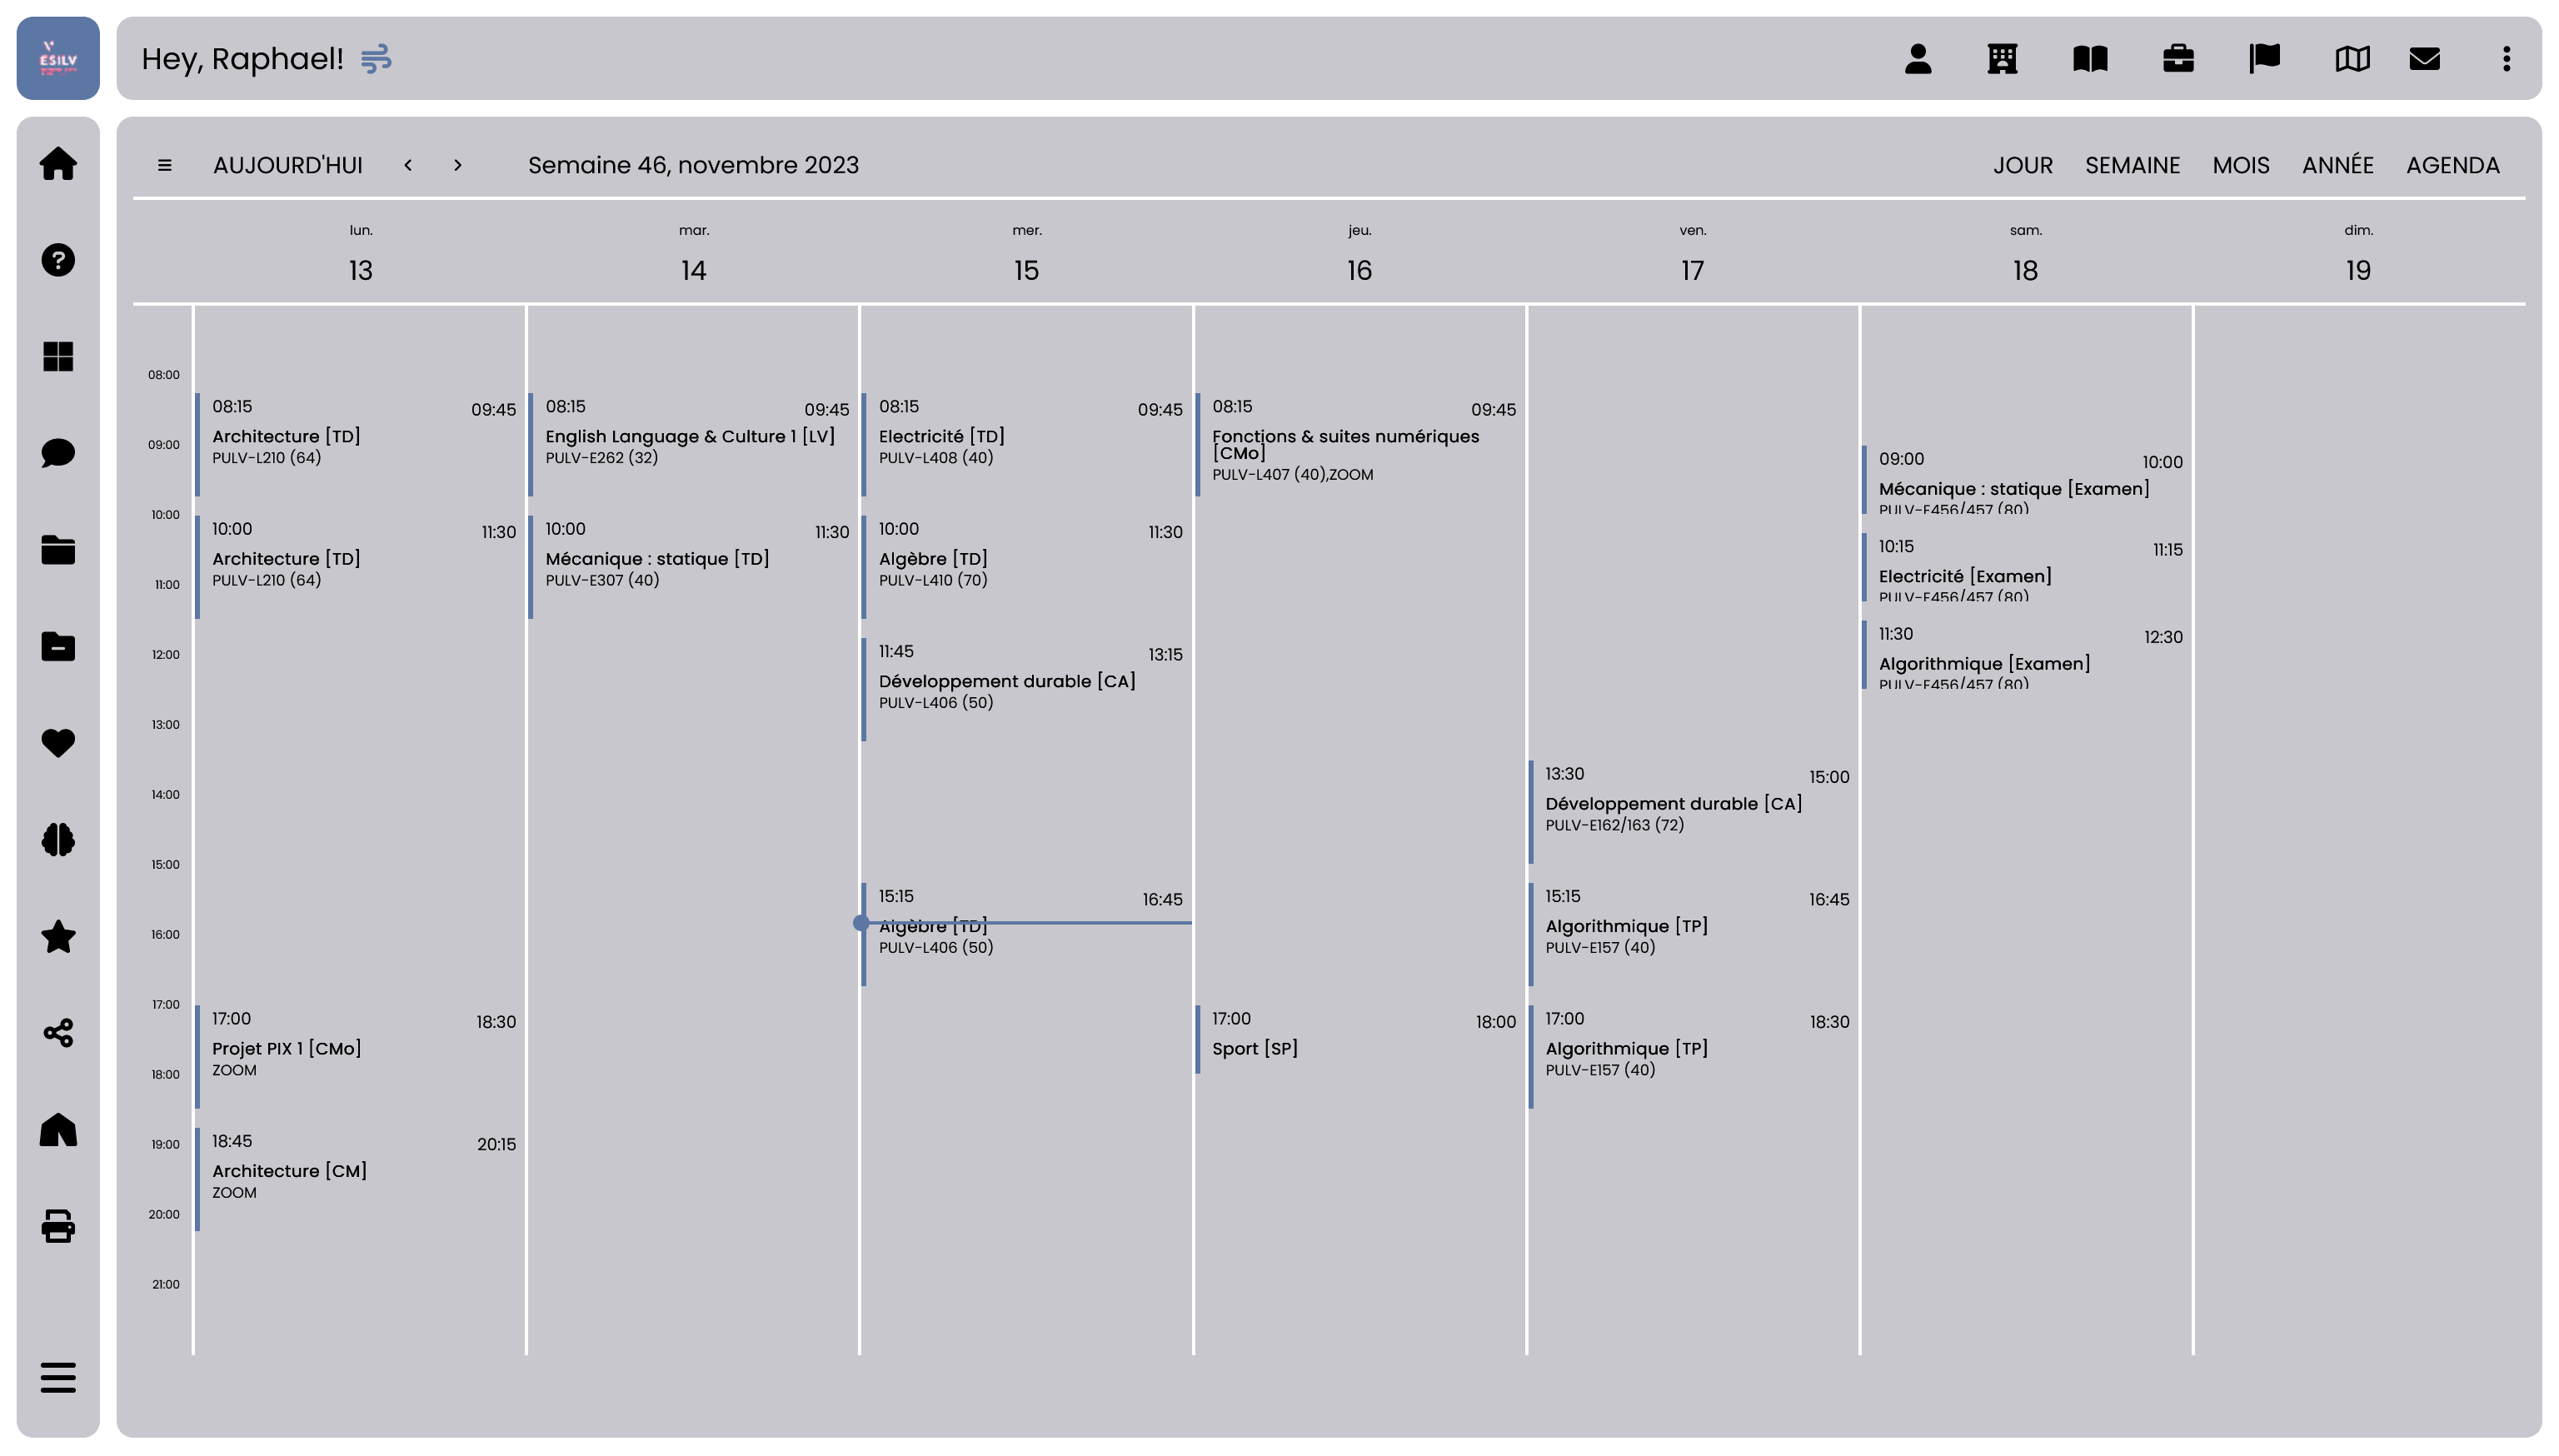 ESILV
Hey, Raphael!
AUJOURD'HUI
Semaine 46, novembre 2023
JOUR SEMAINE MOIS ANNÉE AGENDA
lun. mar. mer. jeu. ven. sam. dim.
13 14 15 16 17 18 19
08:00
09:00
10:00
11:00
12:00
13:00
14:00
15:00
16:00
17:00
18:00
19:00
20:00
21:00
08:15 09:45
Architecture [TD]
PULV-L210 (64)
10:00 11:30
Architecture [TD]
PULV-L210 (64)
17:00 18:30
Projet PIX 1 [CMo]
ZOOM
18:45 20:15
Architecture [CM]
ZOOM
08:15 09:45
English Language & Culture 1 [LV]
PULV-E262 (32)
10:00 11:30
Mécanique : statique [TD]
PULV-E307 (40)
08:15 09:45
Electricité [TD]
PULV-L408 (40)
10:00 11:30
Algèbre [TD]
PULV-L410 (70)
11:45 13:15
Développement durable [CA]
PULV-L406 (50)
15:15 16:45
Algèbre [TD]
PULV-L406 (50)
08:15 09:45
Fonctions & suites numériques
[CMo]
PULV-L407 (40),ZOOM
17:00 18:00
Sport [SP]
13:30 15:00
Développement durable [CA]
PULV-E162/163 (72)
15:15 16:45
Algorithmique [TP]
PULV-E157 (40)
17:00 18:30
Algorithmique [TP]
PULV-E157 (40)
09:00 10:00
Mécanique : statique [Examen]
PULV-E456/457 (80)
10:15 11:15
Electricité [Examen]
PULV-E456/457 (80)
11:30 12:30
Algorithmique [Examen]
PULV-E456/457 (80)